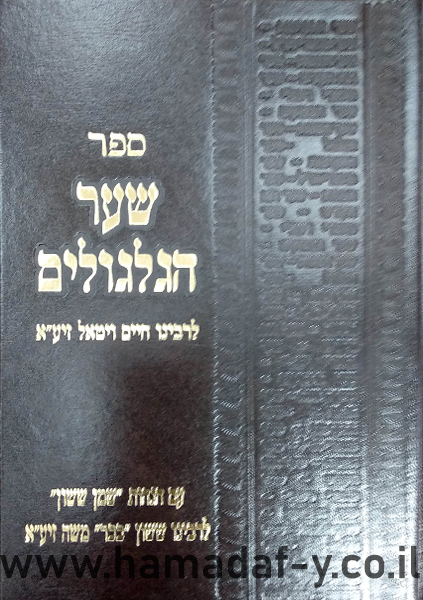 ספר
שער
הגלגולים
לרבינו חיים ויטאל זיע"א
עם הגהות "שמן ששון"
לרבינו ששון "בכר" משה זיע"א
www.hamadaf-y.co.il